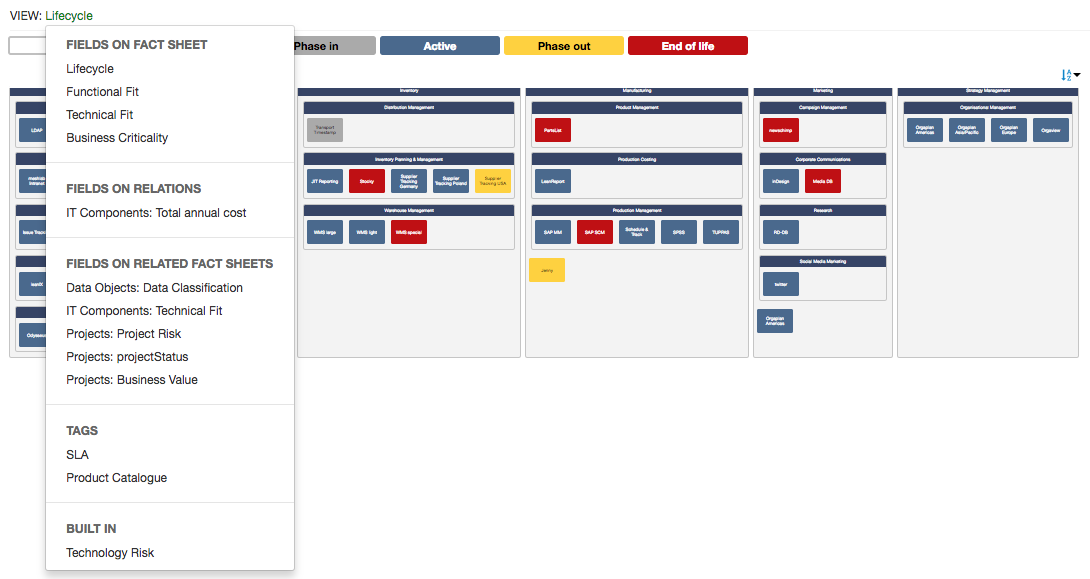 VIEW: Lifecycle
Phase in
Active
Phase out
End of life
FIELDS ON FACT SHEET
Lifecycle
Functional Fit
Technical Fit
Business Criticality
FIELDS ON RELATIONS
IT Components: Total annual cost
FIELDS ON RELATED FACT SHEETS
Data Objects: Data Classification
IT Components: Technical Fit
Projects: Project Risk
Projects: projectStatus
Projects: Business Value
TAGS
SLA
Product Catalogue
BUILT IN
Technology Risk
LDAP
leanIX
Inventory
Distribution Management
Transport
Timestamp
Inventory Planning & Management
JIT Reporting
Stocky
Supplier
Tracking
Germany
Supplier
Tracking Poland
Supplier
Tracking USA
Warehouse Management
WMS large
WMS light
WMS special
Manufacturing
Product Management
PartsList
Production Costing
LeanReport
Production Management
SAP MM
SAP SCM
Schedule &
Track
SPSS
TUPPAS
Jenny
Marketing
Campaign Management
newschimp
Corporate Communications
InDesign
Media DB
Research
RD-DB
Social Media Marketing
twitter
Orgaplan
Americas
Strategy Management
Organisational Management
Orgaplan
Americas
Orgaplan
Asia/Pacific
Orgaplan
Europe
Orgaview